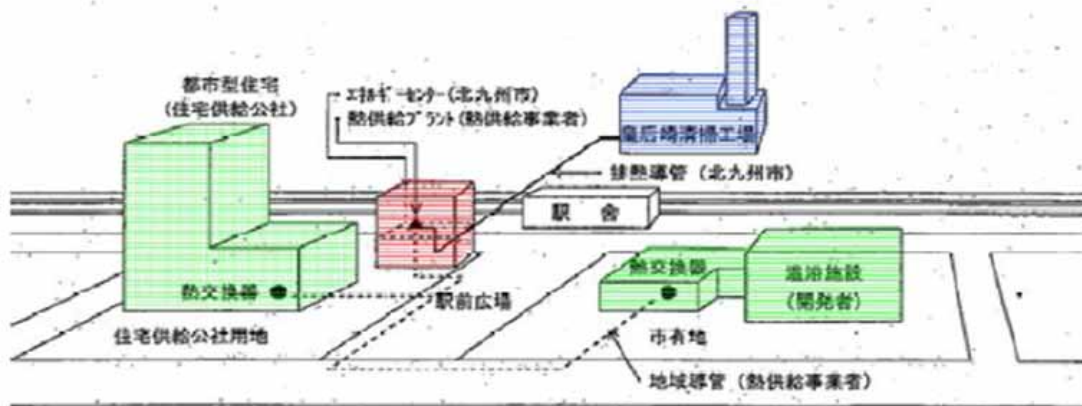 都市型住宅
(住宅供給公社)
エネルギーセンター(北九州市)
熱供給プラント(熱供給事業者)
皇后崎清掃工場
排熱導管(北九州市)
駅 舎
熱交換器
駅前広場
住宅供給公社用地
熱交換器
温浴施設
(開発者)
市有地
地域導管(熱供給事業者)